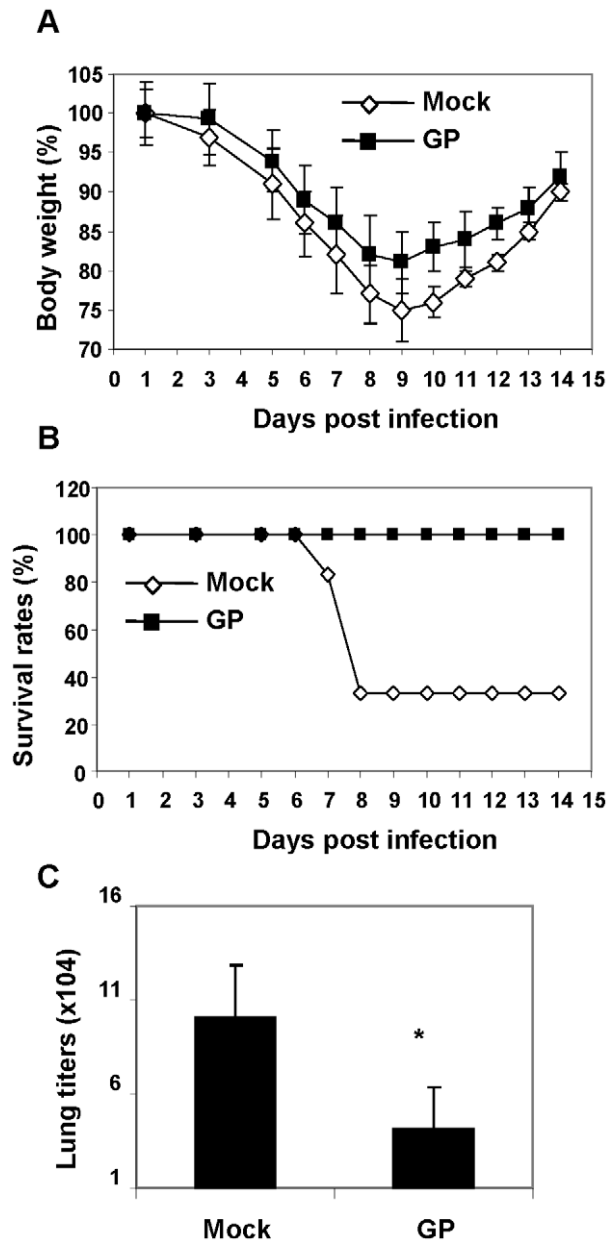 A
105
100
95
90
85
80
75
70
Body weight (%)
Mock
GP
0 1 2 3 4 5 6 7 8 9 10 11 12 13 14 15
Days post infection
B
120
100
80
60
40
20
0
Survival rates (%)
Mock
GP
0 1 2 3 4 5 6 7 8 9 10 11 12 13 14 15
Days post infection
C
16
11
6
1
Lung titers (x104)
*
Mock GP